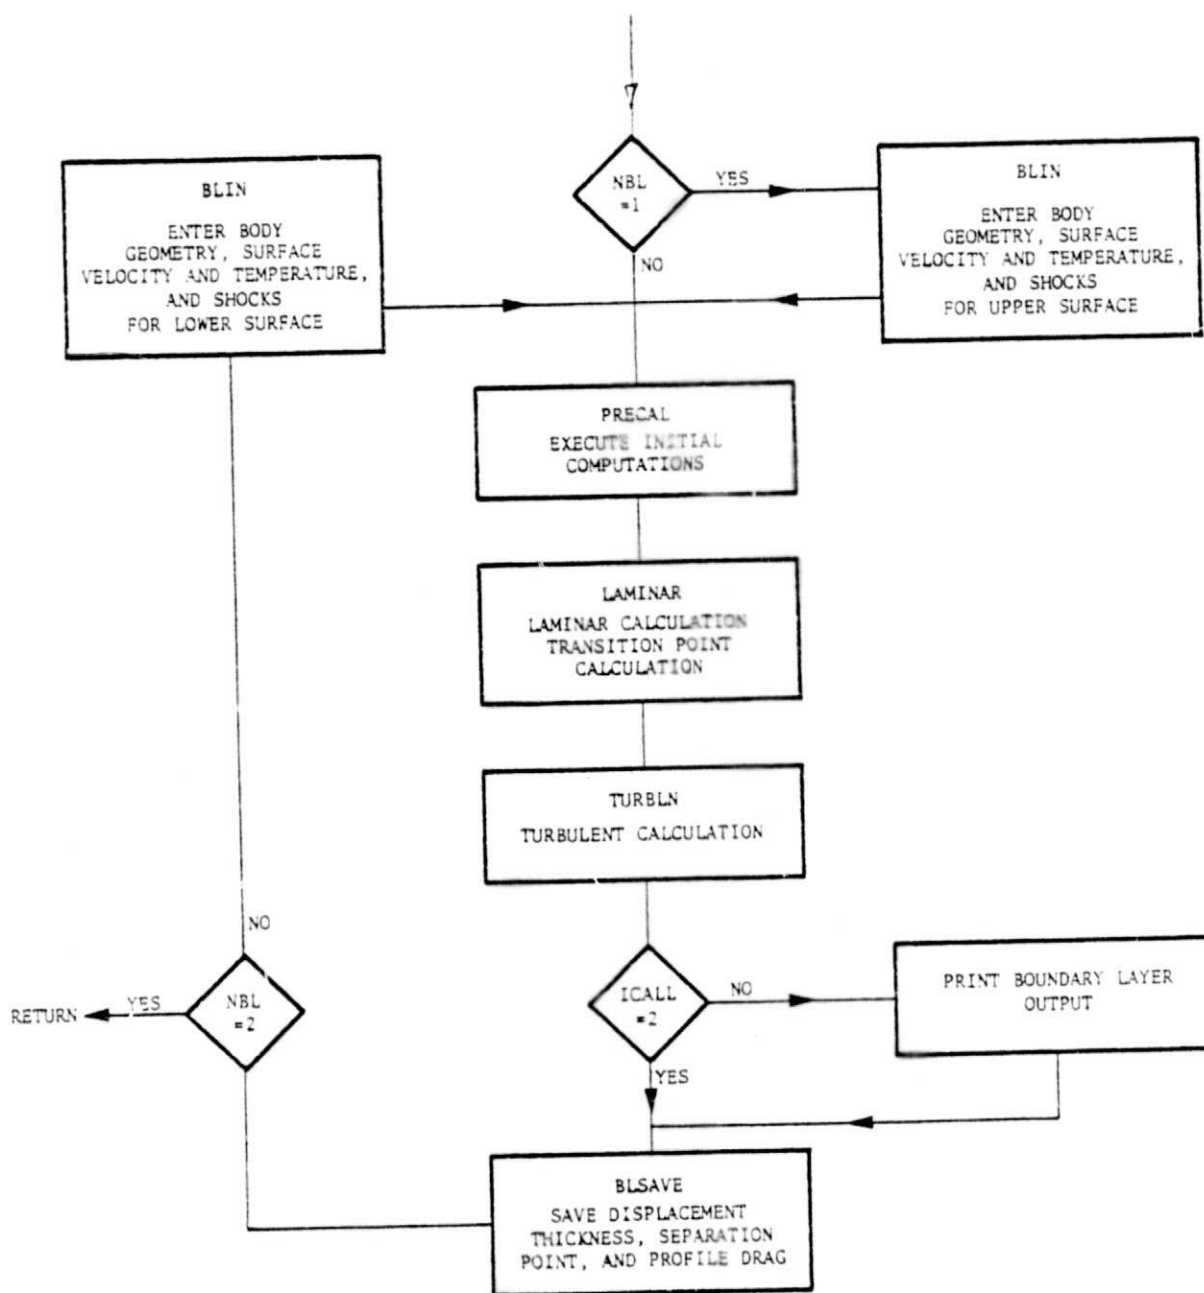 NBL
=1
YES
NO
BLIN
ENTER BODY
GEOMETRY, SURFACE
VELOCITY AND TEMPERATURE,
AND SHOCKS
FOR LOWER SURFACE
BLIN
ENTER BODY
GEOMETRY, SURFACE
VELOCITY AND TEMPERATURE,
AND SHOCKS
FOR UPPER SURFACE
PRECAL
EXECUTE INITIAL
COMPUTATIONS
LAMINAR
LAMINAR CALCULATION
TRANSITION POINT
CALCULATION
TURBLN
TURBULENT CALCULATION
NO
NBL
=2
YES
RETURN
ICALL
=2
NO
YES
PRINT BOUNDARY LAYER
OUTPUT
BLSAVE
SAVE DISPLACEMENT
THICKNESS, SEPARATION
POINT, AND PROFILE DRAG